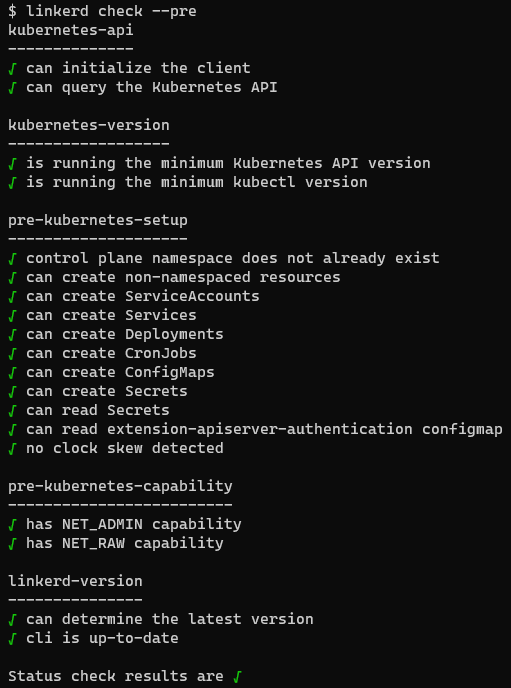 $ linkerd check --pre
kubernetes-api
--------------
√ can initialize the client
√ can query the Kubernetes API

kubernetes-version
------------------
√ is running the minimum Kubernetes API version
√ is running the minimum kubectl version

pre-kubernetes-setup
--------------------
√ control plane namespace does not already exist
√ can create non-namespaced resources
√ can create ServiceAccounts
√ can create Services
√ can create Deployments
√ can create CronJobs
√ can create ConfigMaps
√ can create Secrets
√ can read Secrets
√ can read extension-apiserver-authentication configmap
√ no clock skew detected

pre-kubernetes-capability
-------------------------
√ has NET_ADMIN capability
√ has NET_RAW capability

linkerd-version
---------------
√ can determine the latest version
√ cli is up-to-date

Status check results are √